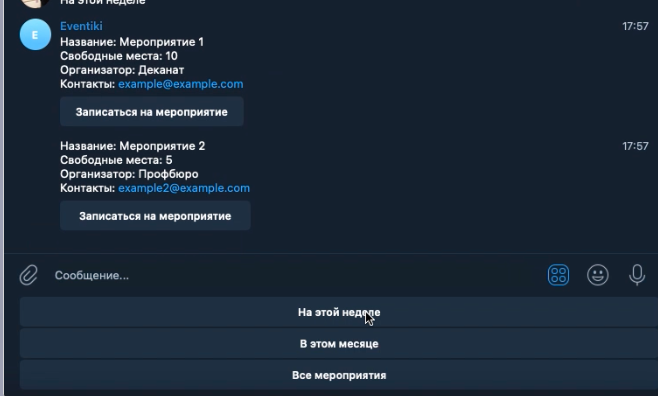 На этой неделе
Eventiki
17:57
E
Название: Мероприятие 1
Свободные места: 10
Организатор: Деканат
Контакты: example@example.com
Записаться на мероприятие
Название: Мероприятие 2
17:57
Свободные места: 5
Организатор: Профбюро
Контакты: example2@example.com
Записаться на мероприятие
Сообщение...
На этой неделе
В этом месяце
Все мероприятия